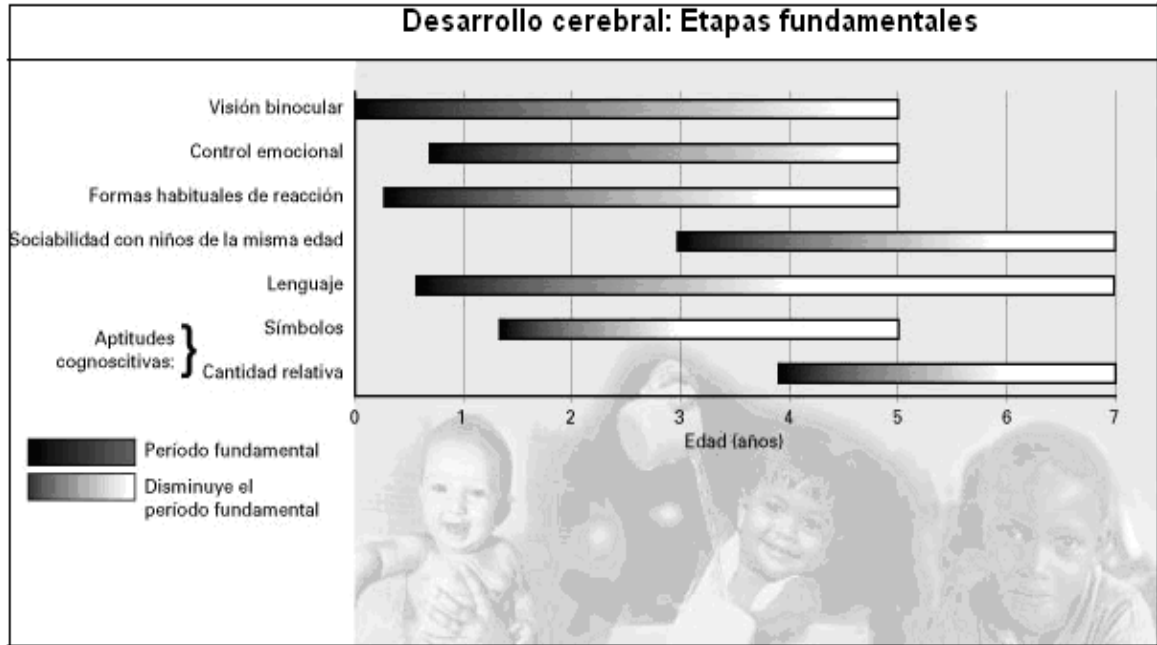 Desarrollo cerebral: Etapas fundamentales
Visión binocular
Control emocional
Formas habituales de reacción
Sociabilidad con niños de la misma edad
Lenguaje
Aptitudes
cognoscitivas:
Símbolos
Cantidad relativa
0 1 2 3 4 5 6 7
Edad (años)
Período fundamental
Disminuye el
período fundamental